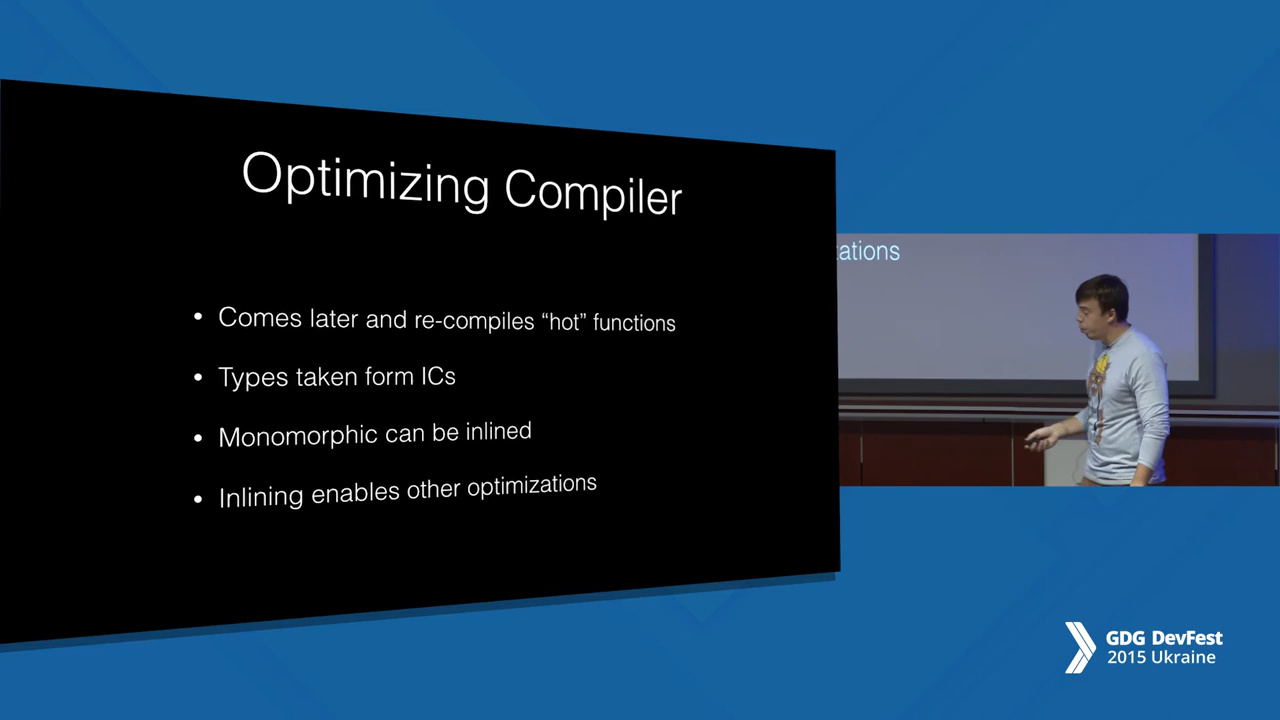 Optimizing Compiler
• Comes later and re-compiles “hot” functions
• Types taken form ICs
• Monomorphic can be inlined
• Inlining enables other optimizations
zations
GDG DevFest
2015 Ukraine